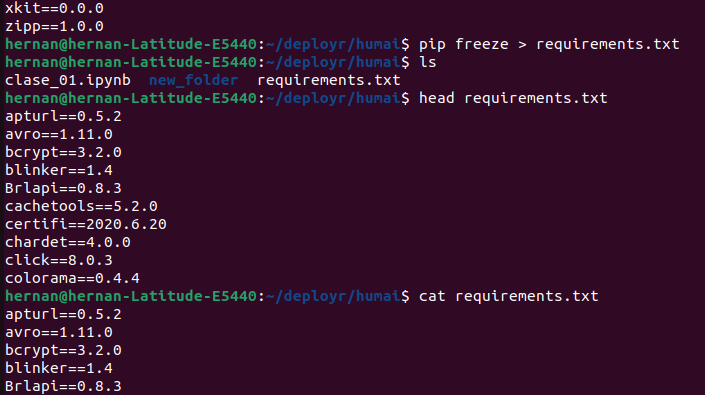 xkit==0.0.0
zipp==1.0.0
hernan@hernan-Latitude-E5440:~/deployr/humai$ pip freeze > requirements.txt
hernan@hernan-Latitude-E5440:~/deployr/humai$ ls
clase_01.ipynb  new_folder  requirements.txt
hernan@hernan-Latitude-E5440:~/deployr/humai$ head requirements.txt
apturl==0.5.2
avro==1.11.0
bcrypt==3.2.0
blinker==1.4
Brlapi==0.8.3
cachetools==5.2.0
certifi==2020.6.20
chardet==4.0.0
click==8.0.3
colorama==0.4.4
hernan@hernan-Latitude-E5440:~/deployr/humai$ cat requirements.txt
apturl==0.5.2
avro==1.11.0
bcrypt==3.2.0
blinker==1.4
Brlapi==0.8.3